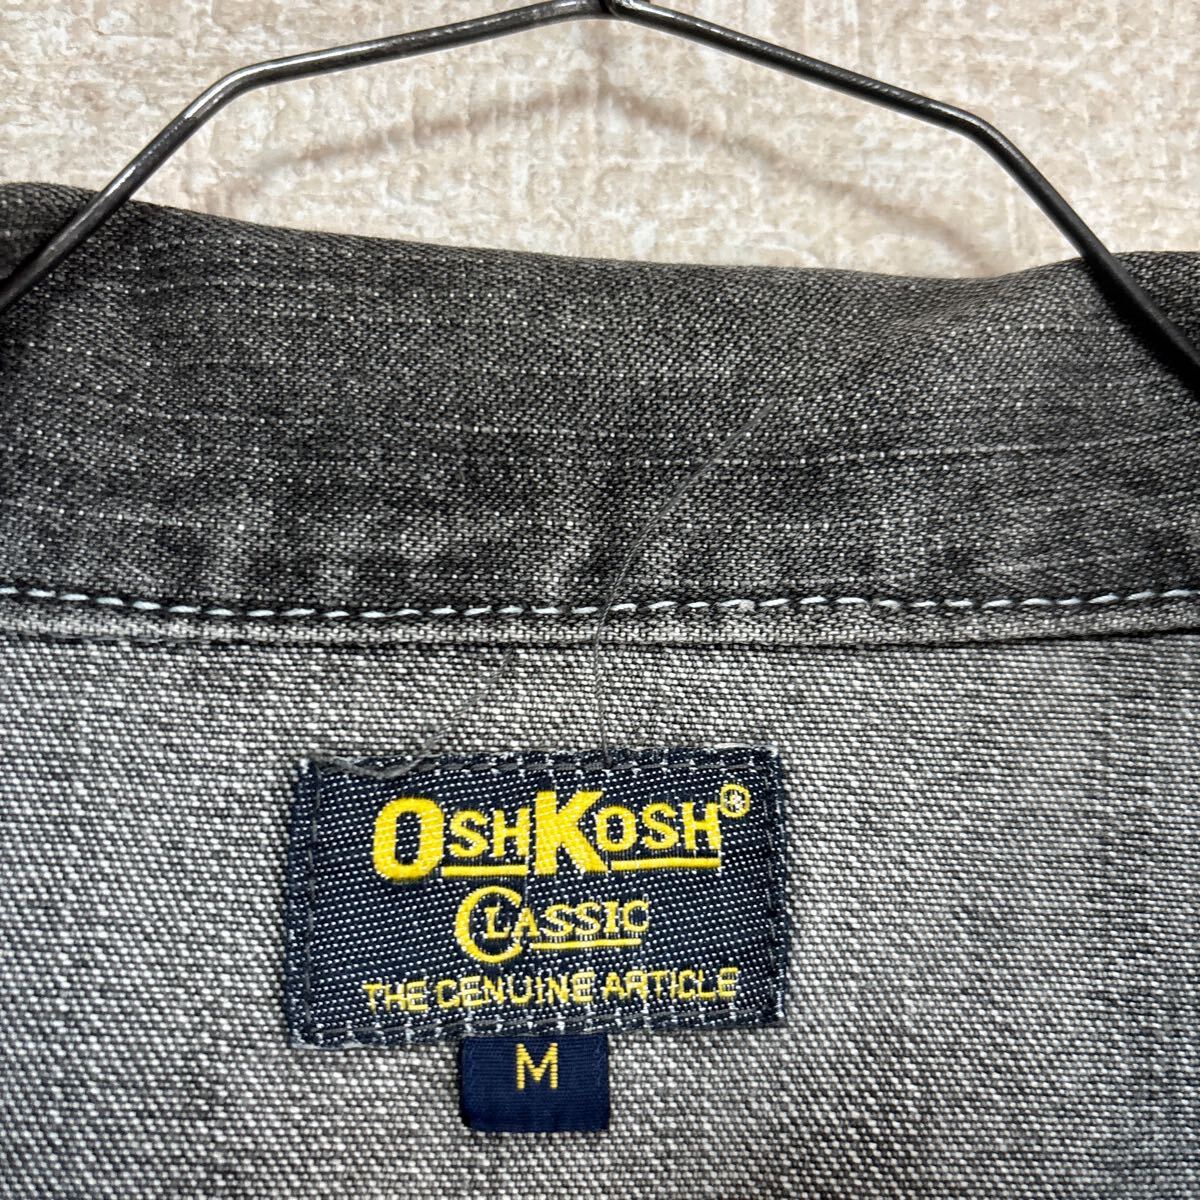 OSHKOSH®
CLASSIC
THE GENUINE ARTICLE
M